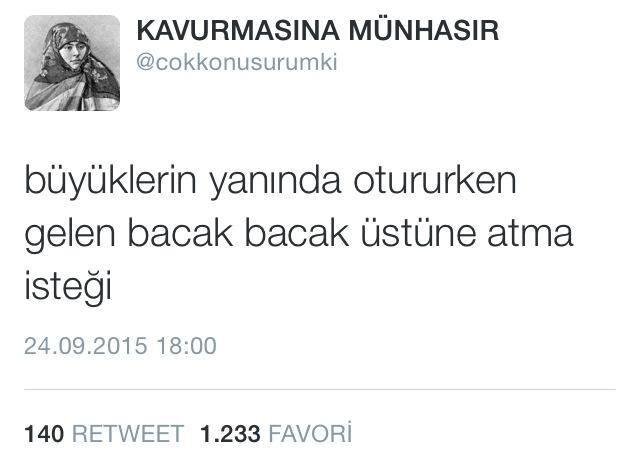 KAVURMASINA MÜNHASIR
@cokkonusurumki
büyüklerin yanında otururken
gelen bacak bacak üstüne atma
isteği
24.09.2015 18:00
140 RETWEET 1.233 FAVORİ